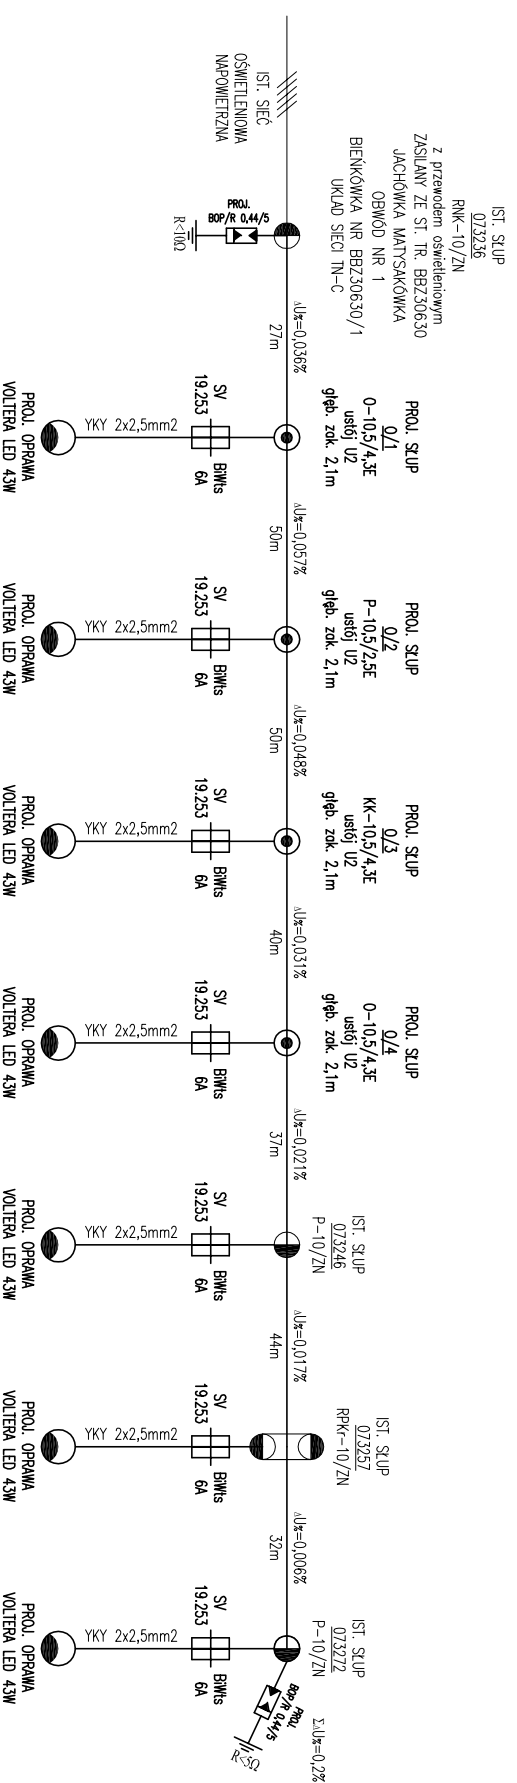 IST. SŁUP
073236
RNK-10/ZN
z przewodem oświetleniowym
ZASILANY ZE ST. TR. BBZ30630
JACHÓWKA MATYSAKÓWKA
OBWÓD NR 1
BIEŃKÓWKA NR BBZ30630/1
UKLAD SIECI TN-C
IST. SIEĆ
OŚWIETLENIOWA
NAPOWIETRZNA
PROJ.
BOP/R 0,44/5
R<10Ω
ΔU%=0,036%
27m
PROJ. SŁUP
0/1
O-10,5/4,3E
ustój U2
głęb. zak. 2,1m
SV
19.253
BiWts
6A
YKY 2x2,5mm2
PROJ. OPRAWA
VOLTERA LED 43W
ΔU%=0,057%
50m
PROJ. SŁUP
0/2
P-10,5/2,5E
ustój U2
głęb. zak. 2,1m
SV
19.253
BiWts
6A
YKY 2x2,5mm2
PROJ. OPRAWA
VOLTERA LED 43W
ΔU%=0,048%
50m
PROJ. SŁUP
0/3
KK-10,5/4,3E
ustój U2
głęb. zak. 2,1m
SV
19.253
BiWts
6A
YKY 2x2,5mm2
PROJ. OPRAWA
VOLTERA LED 43W
ΔU%=0,031%
40m
PROJ. SŁUP
0/4
O-10,5/4,3E
ustój U2
głęb. zak. 2,1m
SV
19.253
BiWts
6A
YKY 2x2,5mm2
PROJ. OPRAWA
VOLTERA LED 43W
ΔU%=0,021%
37m
IST. SŁUP
073246
P-10/ZN
SV
19.253
BiWts
6A
YKY 2x2,5mm2
PROJ. OPRAWA
VOLTERA LED 43W
ΔU%=0,017%
44m
IST. SŁUP
073257
RPKr-10/ZN
SV
19.253
BiWts
6A
YKY 2x2,5mm2
PROJ. OPRAWA
VOLTERA LED 43W
ΔU%=0,006%
32m
IST. SŁUP
073272
P-10/ZN
SV
19.253
BiWts
6A
YKY 2x2,5mm2
PROJ. OPRAWA
VOLTERA LED 43W
ΣΔU%=0,2%
PROJ.
BOP/R 0,44/5
R<5Ω